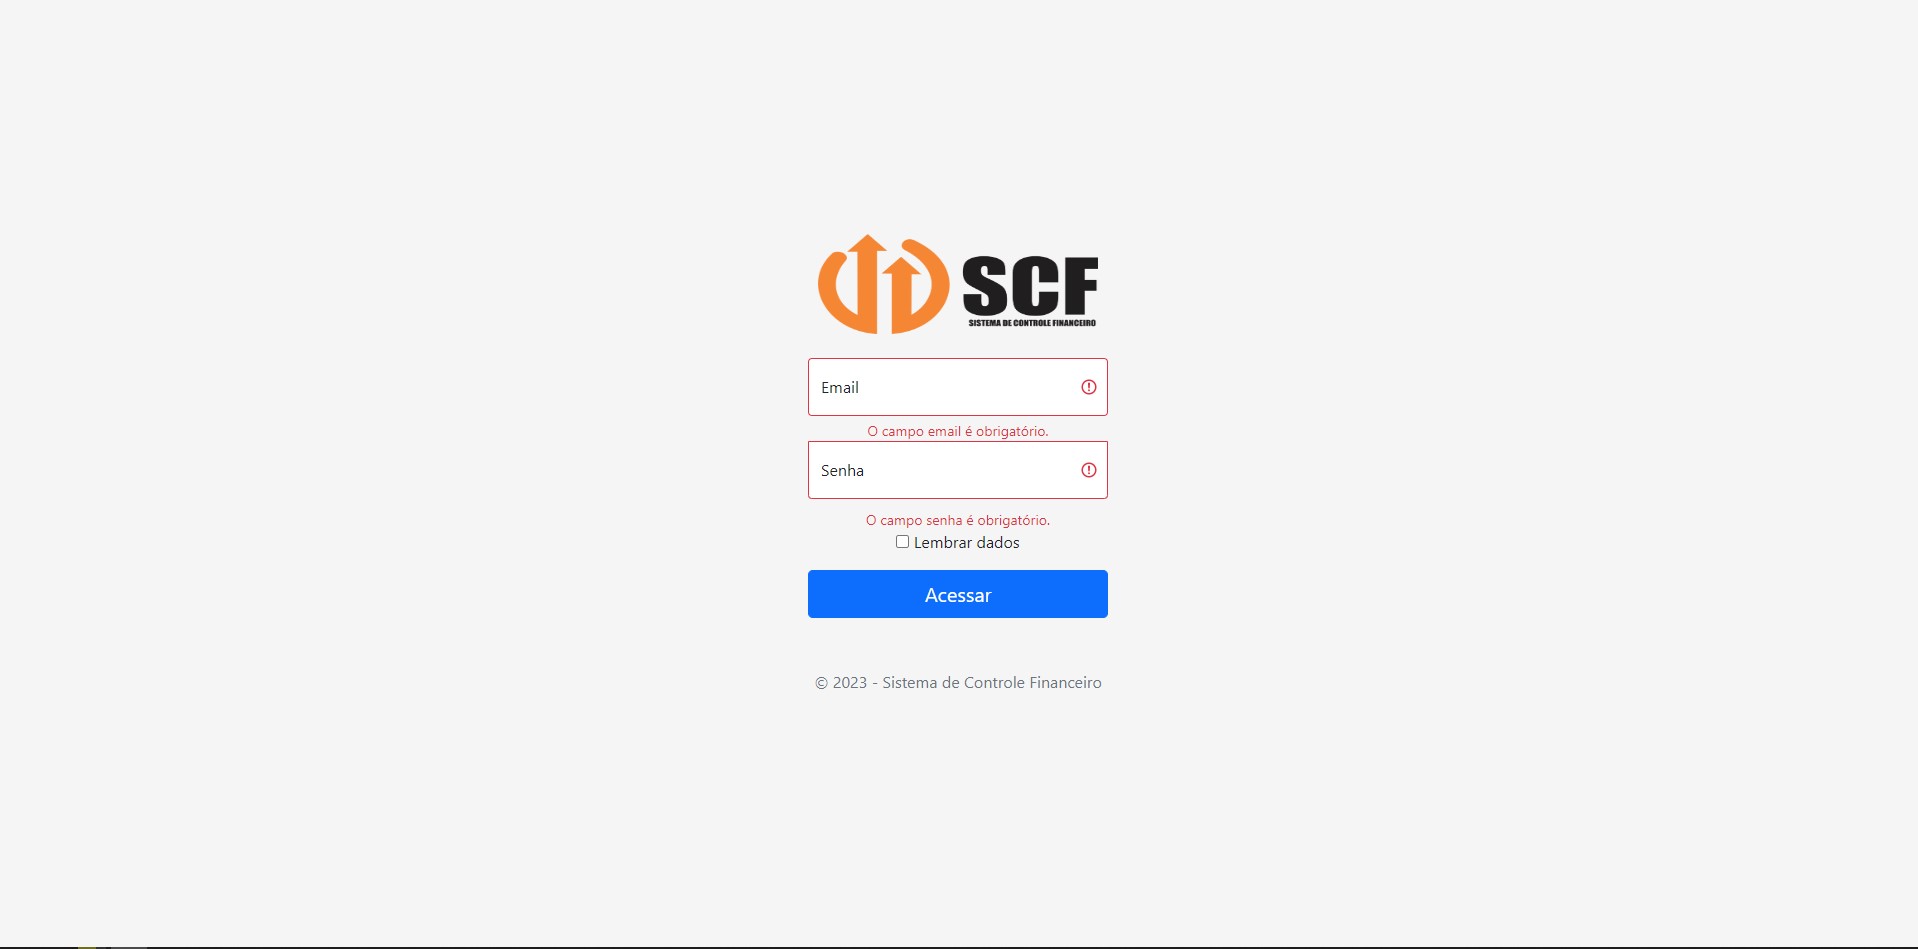 SCF
SISTEMA DE CONTROLE FINANCEIRO
Email
O campo email é obrigatório.
Senha
O campo senha é obrigatório.
Lembrar dados
Acessar
© 2023 - Sistema de Controle Financeiro